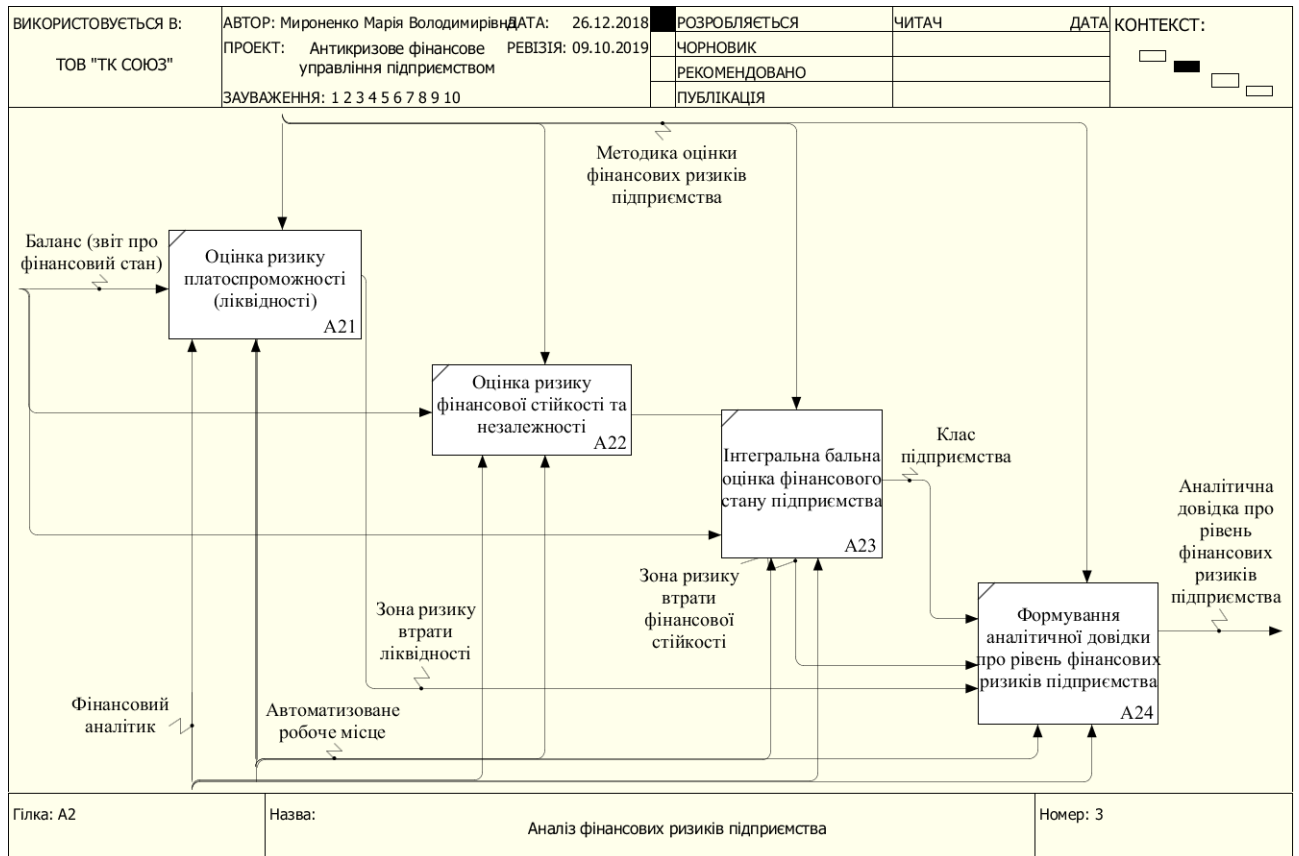 ВИКОРИСТОВУЄТЬСЯ В:
ТОВ "ТК СОЮЗ"
АВТОР: Мироненко Марія Володимирівна
ДАТА: 26.12.2018
ПРОЕКТ: Антикризове фінансове
управління підприємством
РЕВІЗІЯ: 09.10.2019
ЗАУВАЖЕННЯ: 1 2 3 4 5 6 7 8 9 10
РОЗРОБЛЯЄТЬСЯ
ЧОРНОВИК
РЕКОМЕНДОВАНО
ПУБЛІКАЦІЯ
ЧИТАЧ
ДАТА
КОНТЕКСТ:
Методика оцінки
фінансових ризиків
підприємства
Баланс (звіт про
фінансовий стан)
Оцінка ризику
платоспроможності
(ліквідності)
А21
Оцінка ризику
фінансової стійкості та
незалежності
А22
Інтегральна бальна
оцінка фінансового
стану підприємства
А23
Клас
підприємства
Аналітична
довідка про
рівень
фінансових
ризиків
підприємства
Зона ризику
втрати
фінансової
стійкості
Зона ризику
втрати
ліквідності
Формування
аналітичної довідки
про рівень фінансових
ризиків підприємства
А24
Фінансовий
аналітик
Автоматизоване
робоче місце
Гілка: А2
Назва:
Аналіз фінансових ризиків підприємства
Номер: 3